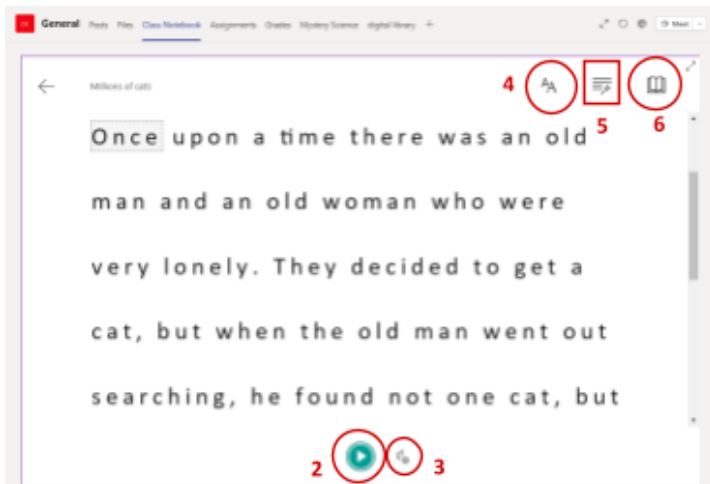 General Posts Files Class Notebook Assignments Grades Mystery Science digital library + Meet
Millions of cats
4
5
6
Once upon a time there was an old
man and an old woman who were
very lonely. They decided to get a
cat, but when the old man went out
searching, he found not one cat, but
2
3